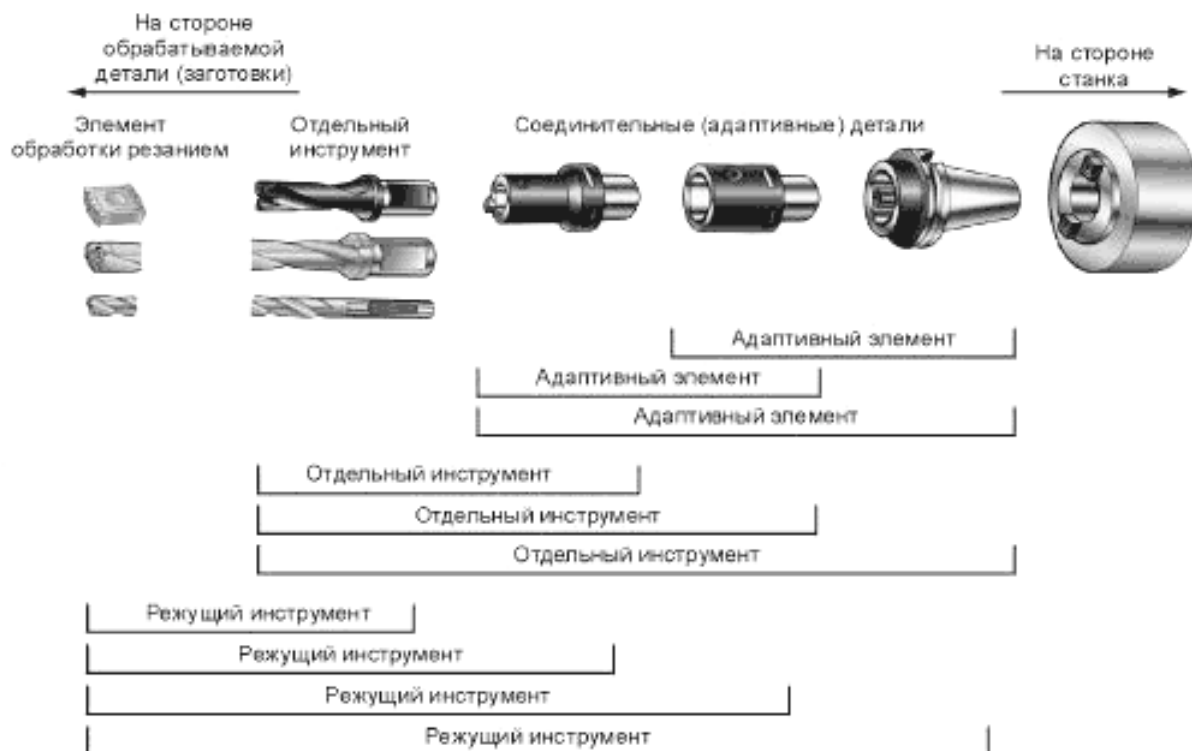 На стороне
обрабатываемой
детали (заготовки)
На стороне
станка
Элемент
обработки резанием
Отдельный
инструмент
Соединительные (адаптивные) детали
Адаптивный элемент
Адаптивный элемент
Адаптивный элемент
Отдельный инструмент
Отдельный инструмент
Отдельный инструмент
Режущий инструмент
Режущий инструмент
Режущий инструмент
Режущий инструмент